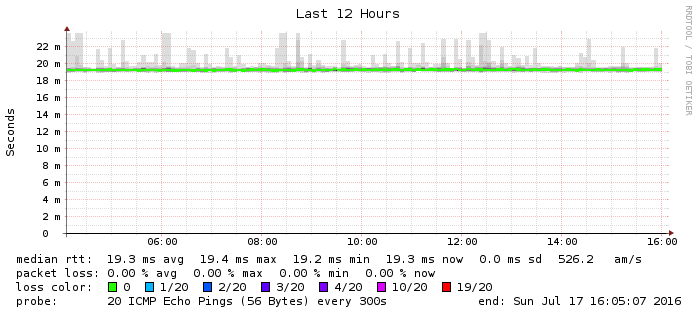 Last 12 Hours
RRDTOOL / TOBI OETIKER
Seconds
22 m
20 m
18 m
16 m
14 m
12 m
10 m
8 m
6 m
4 m
2 m
0
06:00 08:00 10:00 12:00 14:00 16:00
median rtt: 19.3 ms avg 19.4 ms max 19.2 ms min 19.3 ms now 0.0 ms sd 526.2 am/s
packet loss: 0.00 % avg 0.00 % max 0.00 % min 0.00 % now
loss color: 0 1/20 2/20 3/20 4/20 10/20 19/20
probe: 20 ICMP Echo Pings (56 Bytes) every 300s end: Sun Jul 17 16:05:07 2016